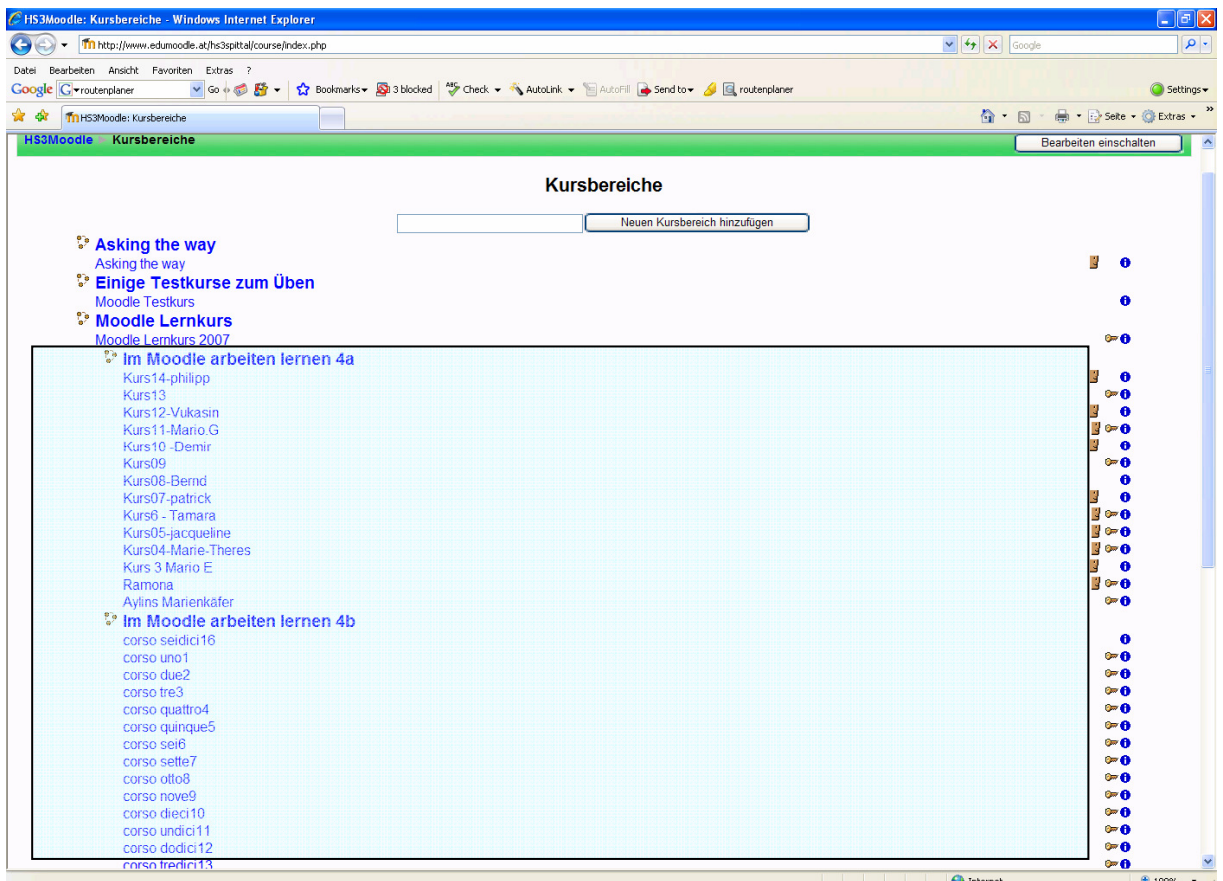 HS3Moodle: Kursbereiche - Windows Internet Explorer
http://www.edumoodle.at/hs3spittal/course/index.php
Google
Datei Bearbeiten Ansicht Favoriten Extras ?
Google G routenplaner Go Bookmarks 3 blocked ABC Check AutoLink AutoFill Send to routenplaner Settings
HS3Moodle: Kursbereiche Seite Extras
HS3Moodle Kursbereiche Bearbeiten einschalten
Kursbereiche
Neuen Kursbereich hinzufügen
Asking the way
Asking the way
Einige Testkurse zum Üben
Moodle Testkurs
Moodle Lernkurs
Moodle Lernkurs 2007
Im Moodle arbeiten lernen 4a
Kurs14-philipp
Kurs13
Kurs12-Vukasin
Kurs11-Mario.G
Kurs10 -Demir
Kurs09
Kurs08-Bernd
Kurs07-patrick
Kurs6 - Tamara
Kurs05-jacqueline
Kurs04-Marie-Theres
Kurs 3 Mario E
Ramona
Aylins Marienkäfer
Im Moodle arbeiten lernen 4b
corso seidici16
corso uno1
corso due2
corso tre3
corso quattro4
corso quinque5
corso sei6
corso sette7
corso otto8
corso nove9
corso dieci10
corso undici11
corso dodici12
corso tredici13
Internet 100%